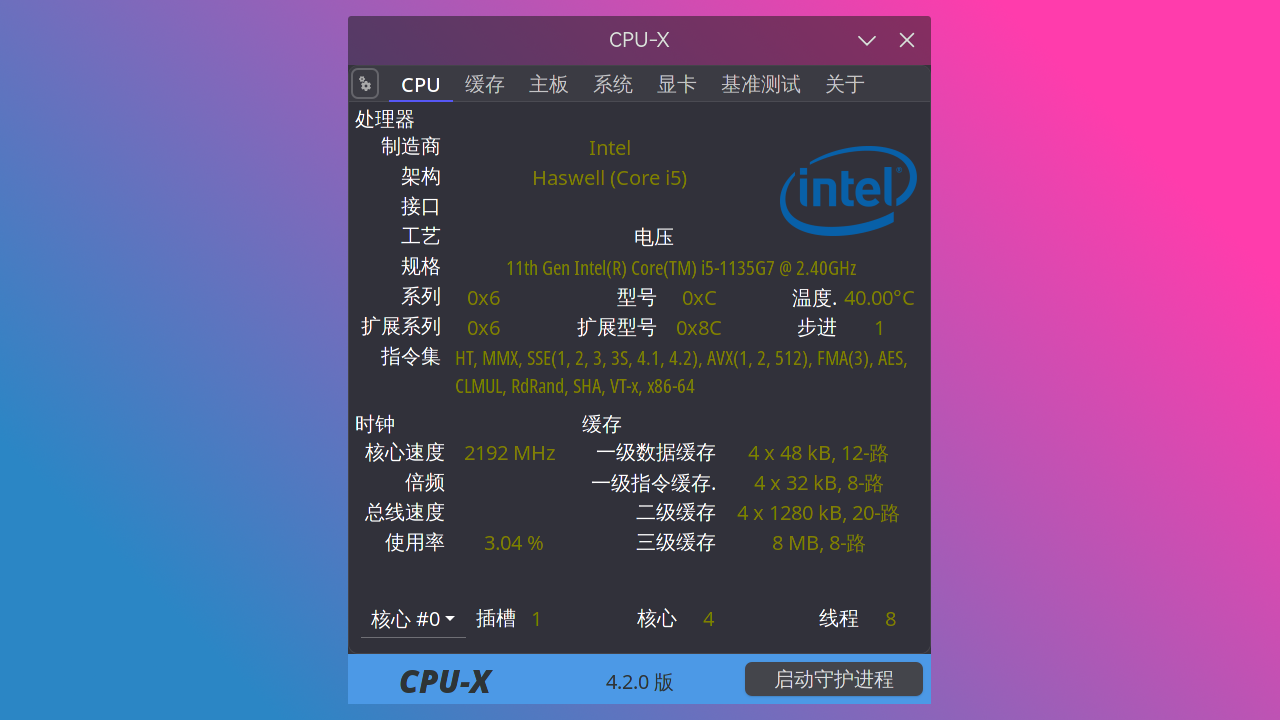 CPU-X
CPU 缓存 主板 系统 显卡 基准测试 关于
处理器
制造商 Intel
intel
架构 Haswell (Core i5)
接口
工艺 电压
规格 11th Gen Intel(R) Core(TM) i5-1135G7 @ 2.40GHz
系列 0x6 型号 0xC 温度. 40.00°C
扩展系列 0x6 扩展型号 0x8C 步进 1
指令集 HT, MMX, SSE(1, 2, 3, 3S, 4.1, 4.2), AVX(1, 2, 512), FMA(3), AES,
CLMUL, RdRand, SHA, VT-x, x86-64
时钟 缓存
核心速度 2192 MHz 一级数据缓存 4 x 48 kB, 12-路
倍频 一级指令缓存. 4 x 32 kB, 8-路
总线速度 二级缓存 4 x 1280 kB, 20-路
使用率 3.04 % 三级缓存 8 MB, 8-路
核心 #0 插槽 1 核心 4 线程 8
CPU-X 4.2.0 版 启动守护进程